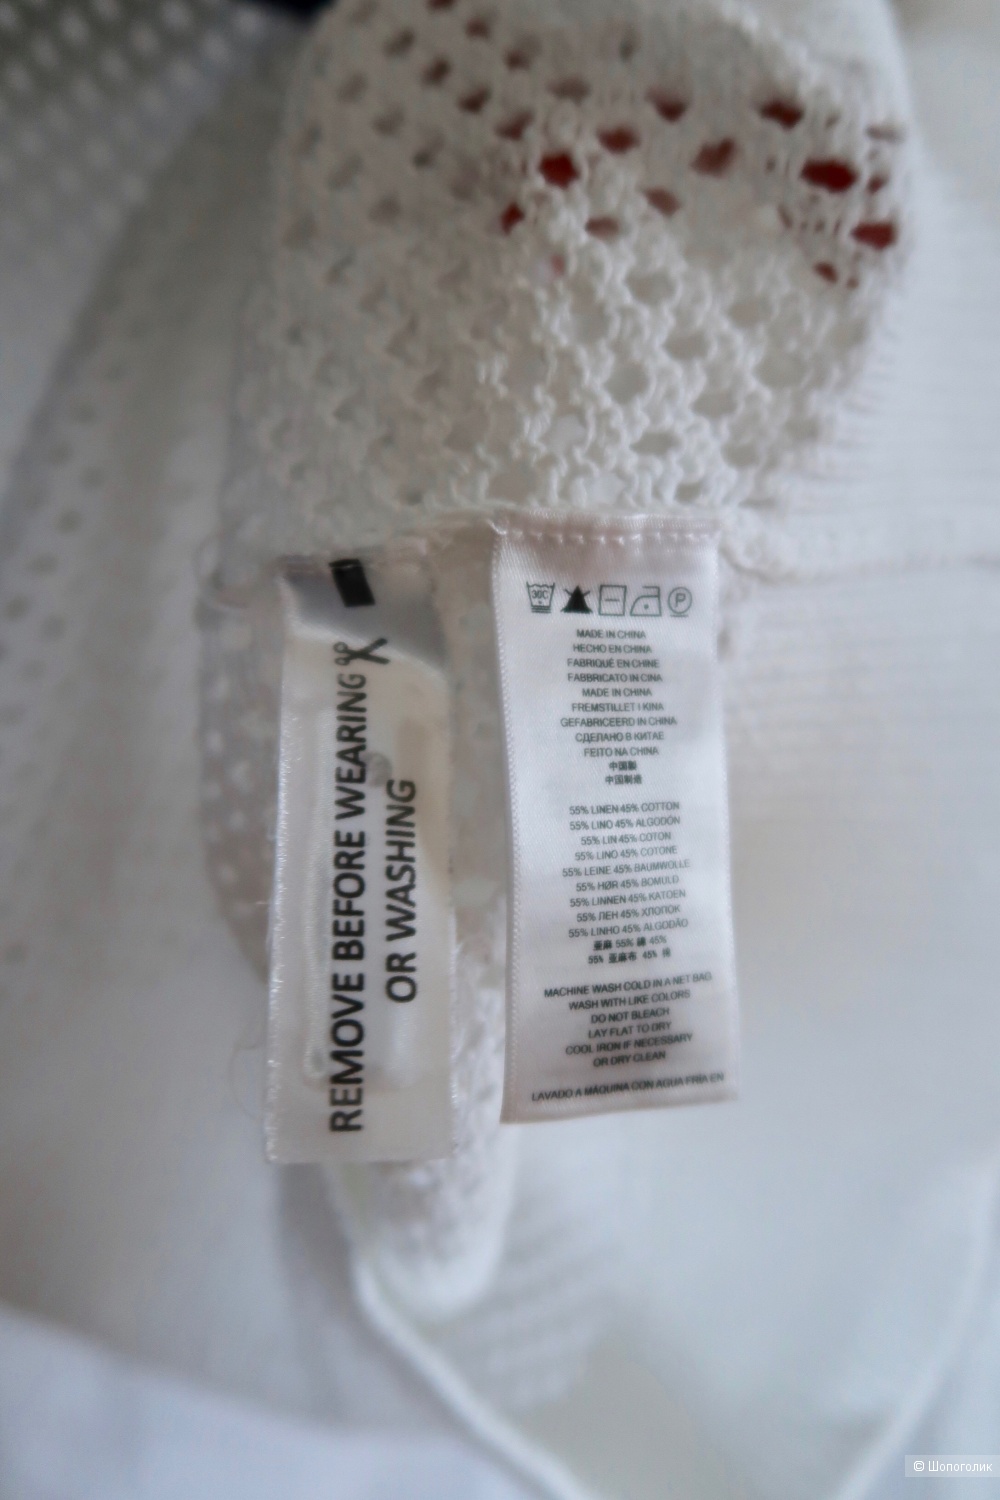 REMOVE BEFORE WEARING
OR WASHING
30C
P
MADE IN CHINA
HECHO EN CHINA
FABRIQUÉ EN CHINE
FABBRICATO IN CINA
MADE IN CHINA
FREMSTILLET I KINA
GEFABRICEERD IN CHINA
СДЕЛАНО В КИТАЕ
FEITO NA CHINA
中国製
中国制造
55% LINEN 45% COTTON
55% LINO 45% ALGODÓN
55% LIN 45% COTON
55% LINO 45% COTONE
55% LEINE 45% BAUMWOLLE
55% HØR 45% BOMULD
55% LINNEN 45% KATOEN
55% ЛЕН 45% ХЛОПОК
55% LINHO 45% ALGODÃO
亜麻 55% 綿 45%
55% 亚麻布 45% 棉
MACHINE WASH COLD IN A NET BAG
WASH WITH LIKE COLORS
DO NOT BLEACH
LAY FLAT TO DRY
COOL IRON IF NECESSARY
OR DRY CLEAN
LAVADO A MÁQUINA CON AGUA FRÍA EN
© Шопоголик